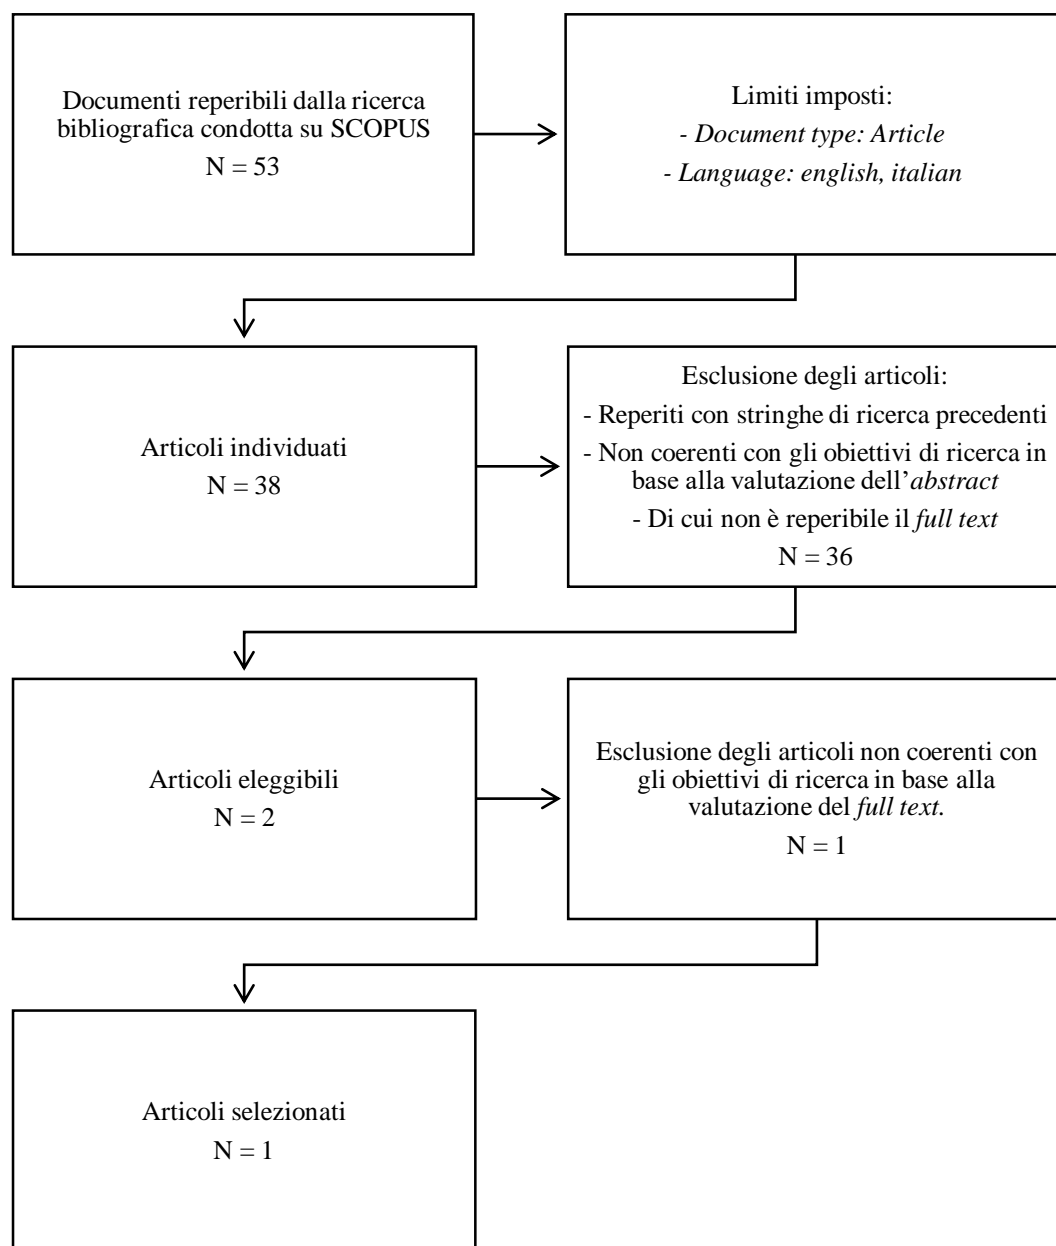 Documenti reperibili dalla ricerca
bibliografica condotta su SCOPUS
N = 53
Limiti imposti:
- Document type: Article
- Language: english, italian
Articoli individuati
N = 38
Esclusione degli articoli:
- Reperiti con stringhe di ricerca precedenti
- Non coerenti con gli obiettivi di ricerca in
base alla valutazione dell’abstract
- Di cui non è reperibile il full text
N = 36
Articoli eleggibili
N = 2
Esclusione degli articoli non coerenti con
gli obiettivi di ricerca in base alla
valutazione del full text.
N = 1
Articoli selezionati
N = 1